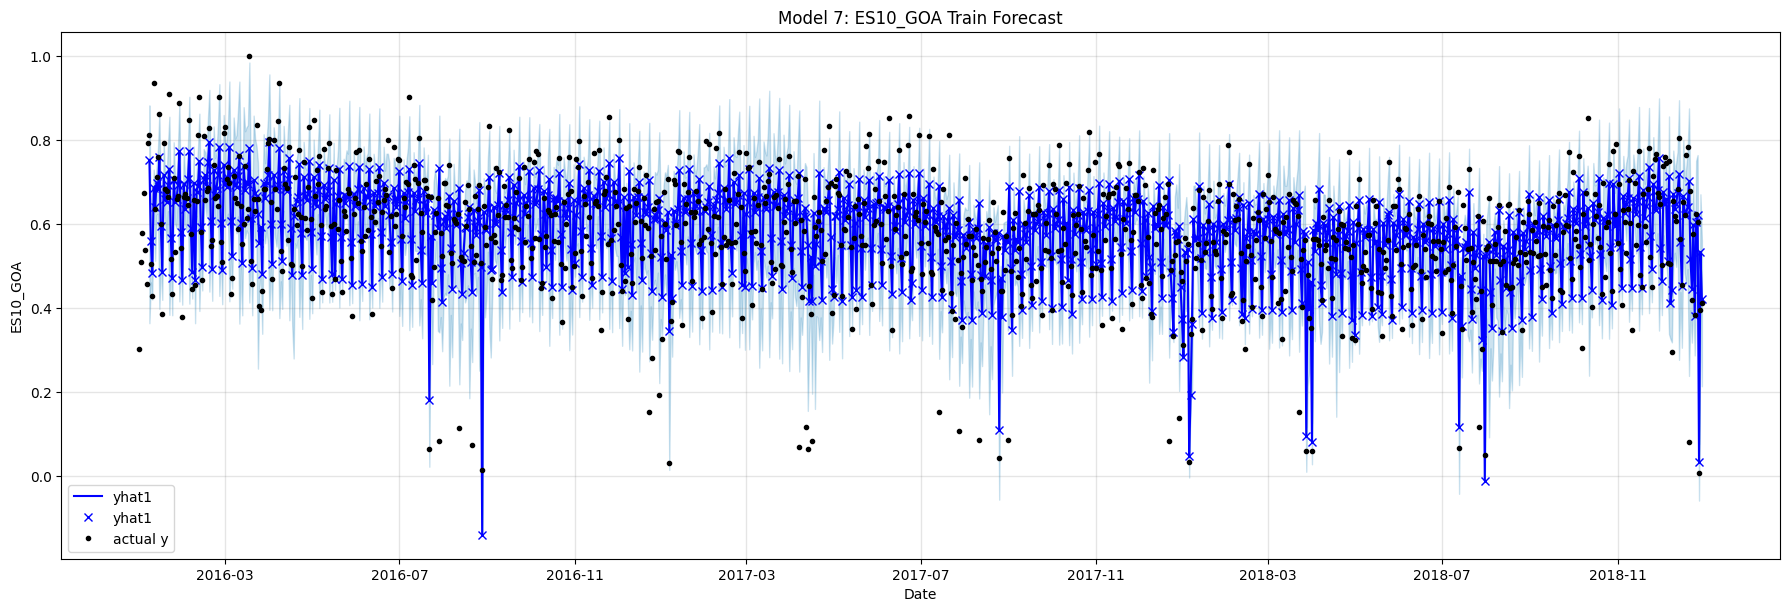 Model 7: ES10_GOA Train Forecast
ES10_GOA
1.0
0.8
0.6
0.4
0.2
0.0
yhat1
yhat1
actual y
2016-03
2016-07
2016-11
2017-03
2017-07
2017-11
2018-03
2018-07
2018-11
Date